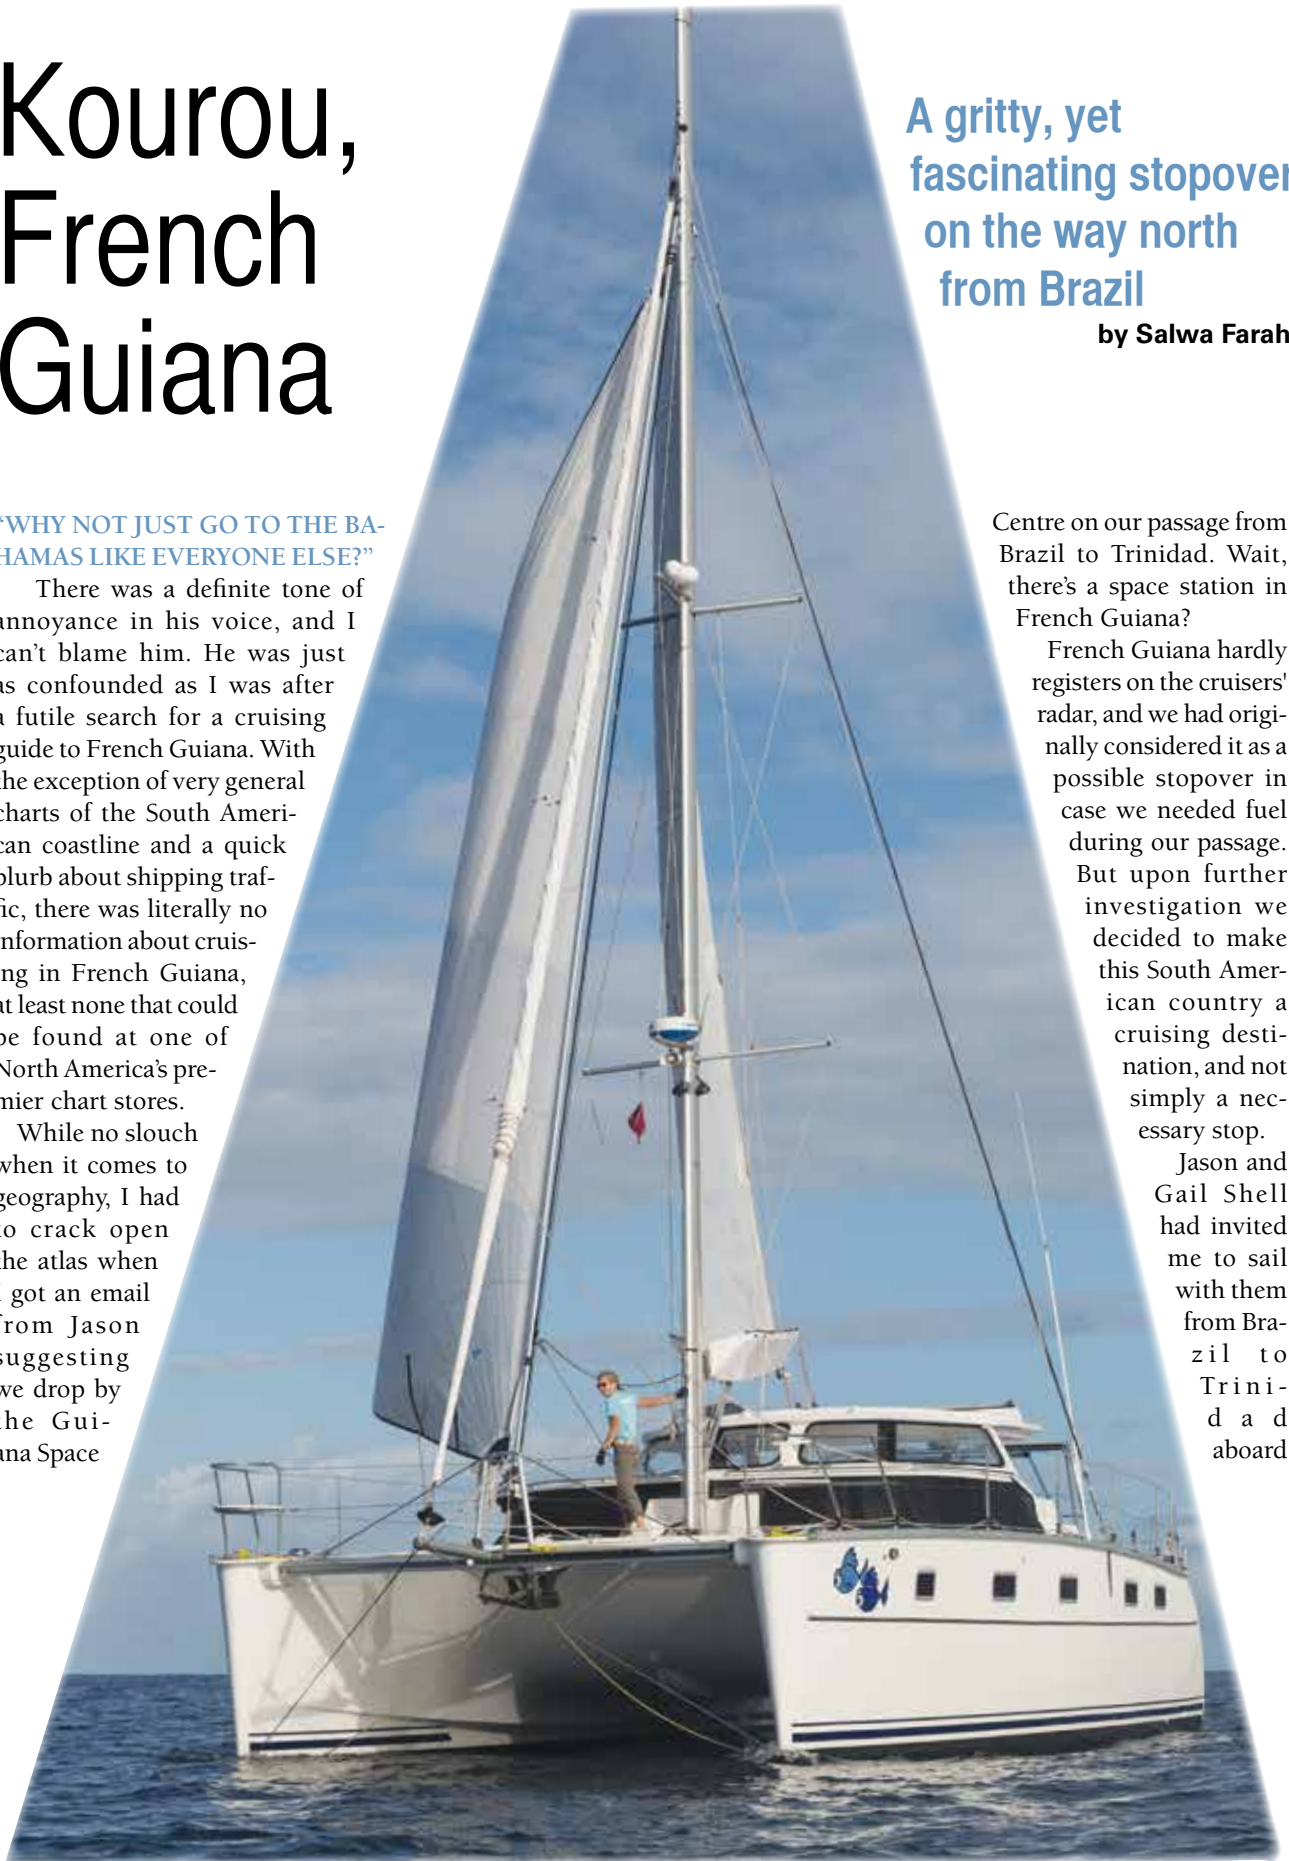 Kourou,
French
Guiana
A gritty, yet
fascinating stopover
on the way north
from Brazil
by Salwa Farah
“WHY NOT JUST GO TO THE BA-
HAMAS LIKE EVERYONE ELSE?”
There was a definite tone of
annoyance in his voice, and I
can’t blame him. He was just
as confounded as I was after
a futile search for a cruising
guide to French Guiana. With
the exception of very general
charts of the South Ameri-
can coastline and a quick
blurb about shipping traf-
fic, there was literally no
nformation about cruis-
ng in French Guiana,
at least none that could
be found at one of
North America’s pre-
mier chart stores.
While no slouch
when it comes to
geography, I had
to crack open
the atlas when
I got an email
from Jason
suggesting
we drop by
the Gui-
ana Space
Centre on our passage from
Brazil to Trinidad. Wait,
there’s a space station in
French Guiana?
French Guiana hardly
registers on the cruisers'
radar, and we had origi-
nally considered it as a
possible stopover in
case we needed fuel
during our passage.
But upon further
investigation we
decided to make
this South Amer-
ican country a
cruising desti-
nation, and not
simply a nec-
essary stop.
Jason and
Gail Shell
had invited
me to sail
with them
from Bra-
zil to
Trini-
dad
aboard